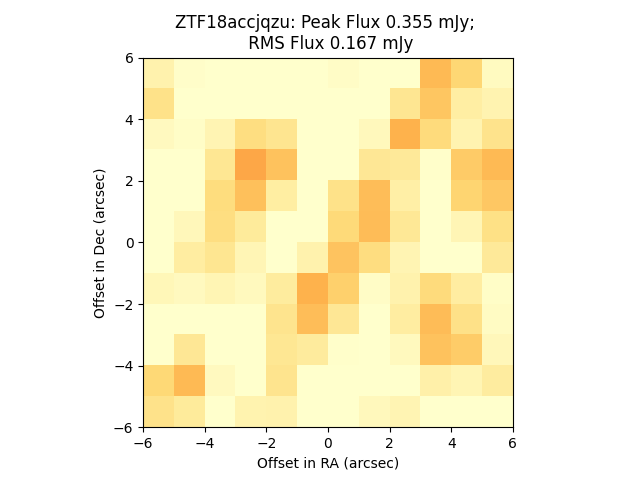 ZTF18accjqzu: Peak Flux 0.355 mJy;
RMS Flux 0.167 mJy
6
4
2
0
−2
−4
−6
Offset in Dec (arcsec)
−6 −4 −2 0 2 4 6
Offset in RA (arcsec)